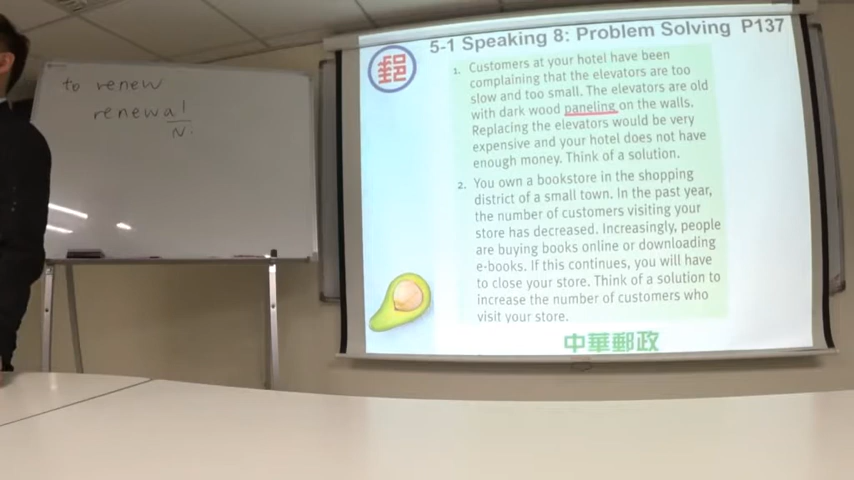 to renew
renewal
N.
5-1 Speaking 8: Problem Solving P137
郵
1. Customers at your hotel have been
complaining that the elevators are too
slow and too small. The elevators are old
with dark wood paneling on the walls.
Replacing the elevators would be very
expensive and your hotel does not have
enough money. Think of a solution.
2. You own a bookstore in the shopping
district of a small town. In the past year,
the number of customers visiting your
store has decreased. Increasingly, people
are buying books online or downloading
e-books. If this continues, you will have
to close your store. Think of a solution to
increase the number of customers who
visit your store.
中華郵政